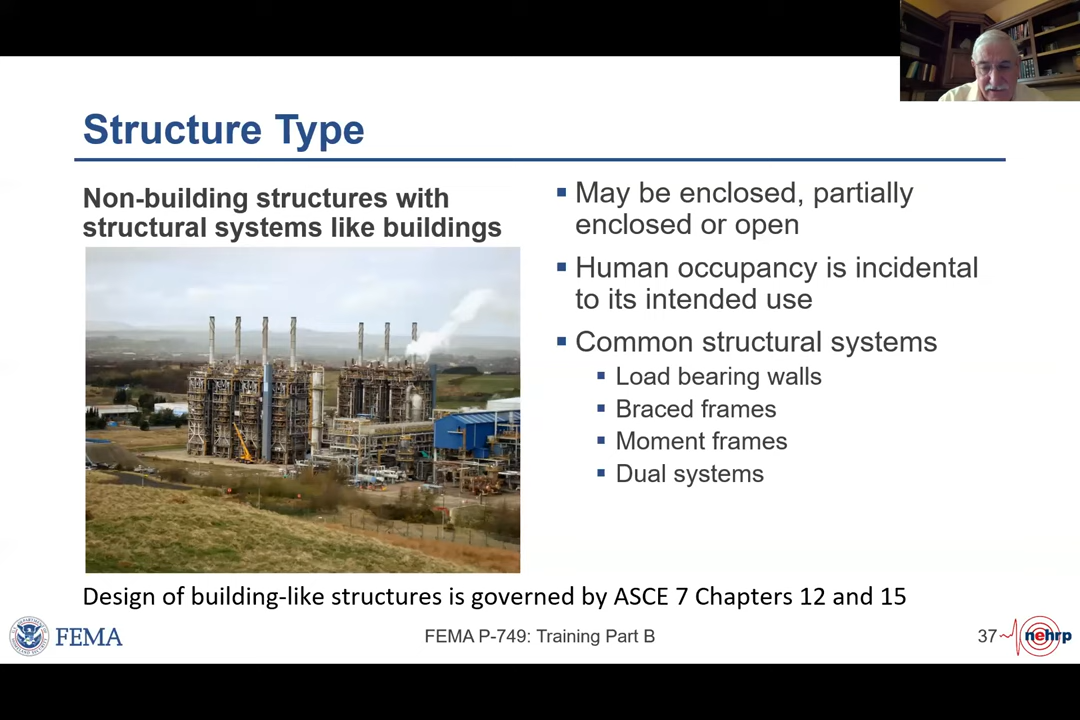 Structure Type
Non-building structures with
structural systems like buildings
▪ May be enclosed, partially
enclosed or open
▪ Human occupancy is incidental
to its intended use
▪ Common structural systems
▪ Load bearing walls
▪ Braced frames
▪ Moment frames
▪ Dual systems
Design of building-like structures is governed by ASCE 7 Chapters 12 and 15
FEMA
FEMA P-749: Training Part B
37
nehrp